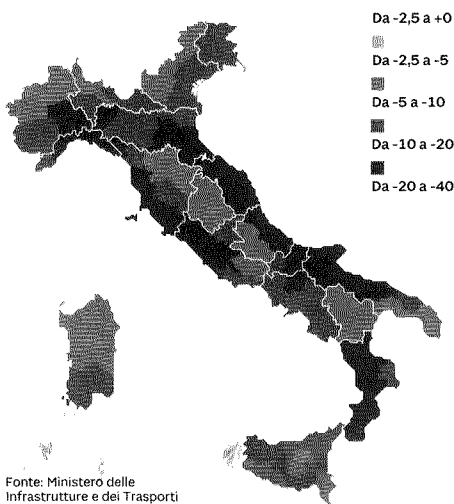 Da -2,5 a +0
Da -2,5 a -5
Da -5 a -10
Da -10 a -20
Da -20 a -40
Fonte: Ministero delle
Infrastrutture e dei Trasporti